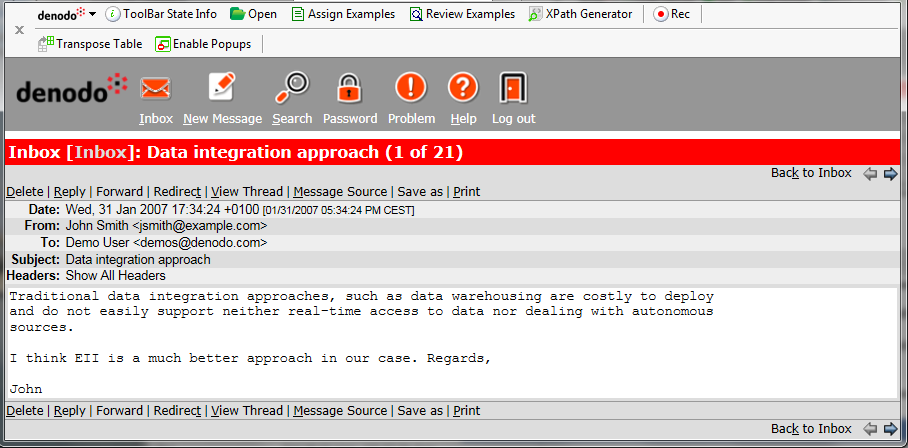 denodo ToolBar State Info Open Assign Examples Review Examples XPath Generator Rec
x Transpose Table Enable Popups
denodo Inbox New Message Search Password Problem Help Log out
Inbox [Inbox]: Data integration approach (1 of 21)
Back to Inbox
Delete | Reply | Forward | Redirect | View Thread | Message Source | Save as | Print
Date: Wed, 31 Jan 2007 17:34:24 +0100 [01/31/2007 05:34:24 PM CEST]
From: John Smith <jsmith@example.com>
To: Demo User <demos@denodo.com>
Subject: Data integration approach
Headers: Show All Headers
Traditional data integration approaches, such as data warehousing are costly to deploy
and do not easily support neither real-time access to data nor dealing with autonomous
sources.
I think EII is a much better approach in our case. Regards,
John
Delete | Reply | Forward | Redirect | View Thread | Message Source | Save as | Print
Back to Inbox